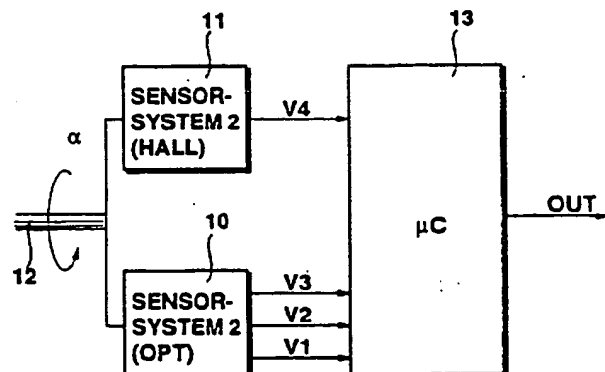 11
13
SENSOR-
SYSTEM 2
(HALL)
V4
α
OUT
µC
12
10
SENSOR-
SYSTEM 2
(OPT)
V3
V2
V1